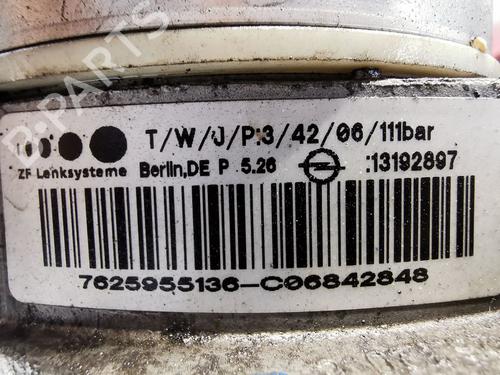 T/W/J/P:3/42/06/111bar
ZF Lenksysteme Berlin,DE P 5.26 :13192897
7625955136-C06842848
B-PARTS